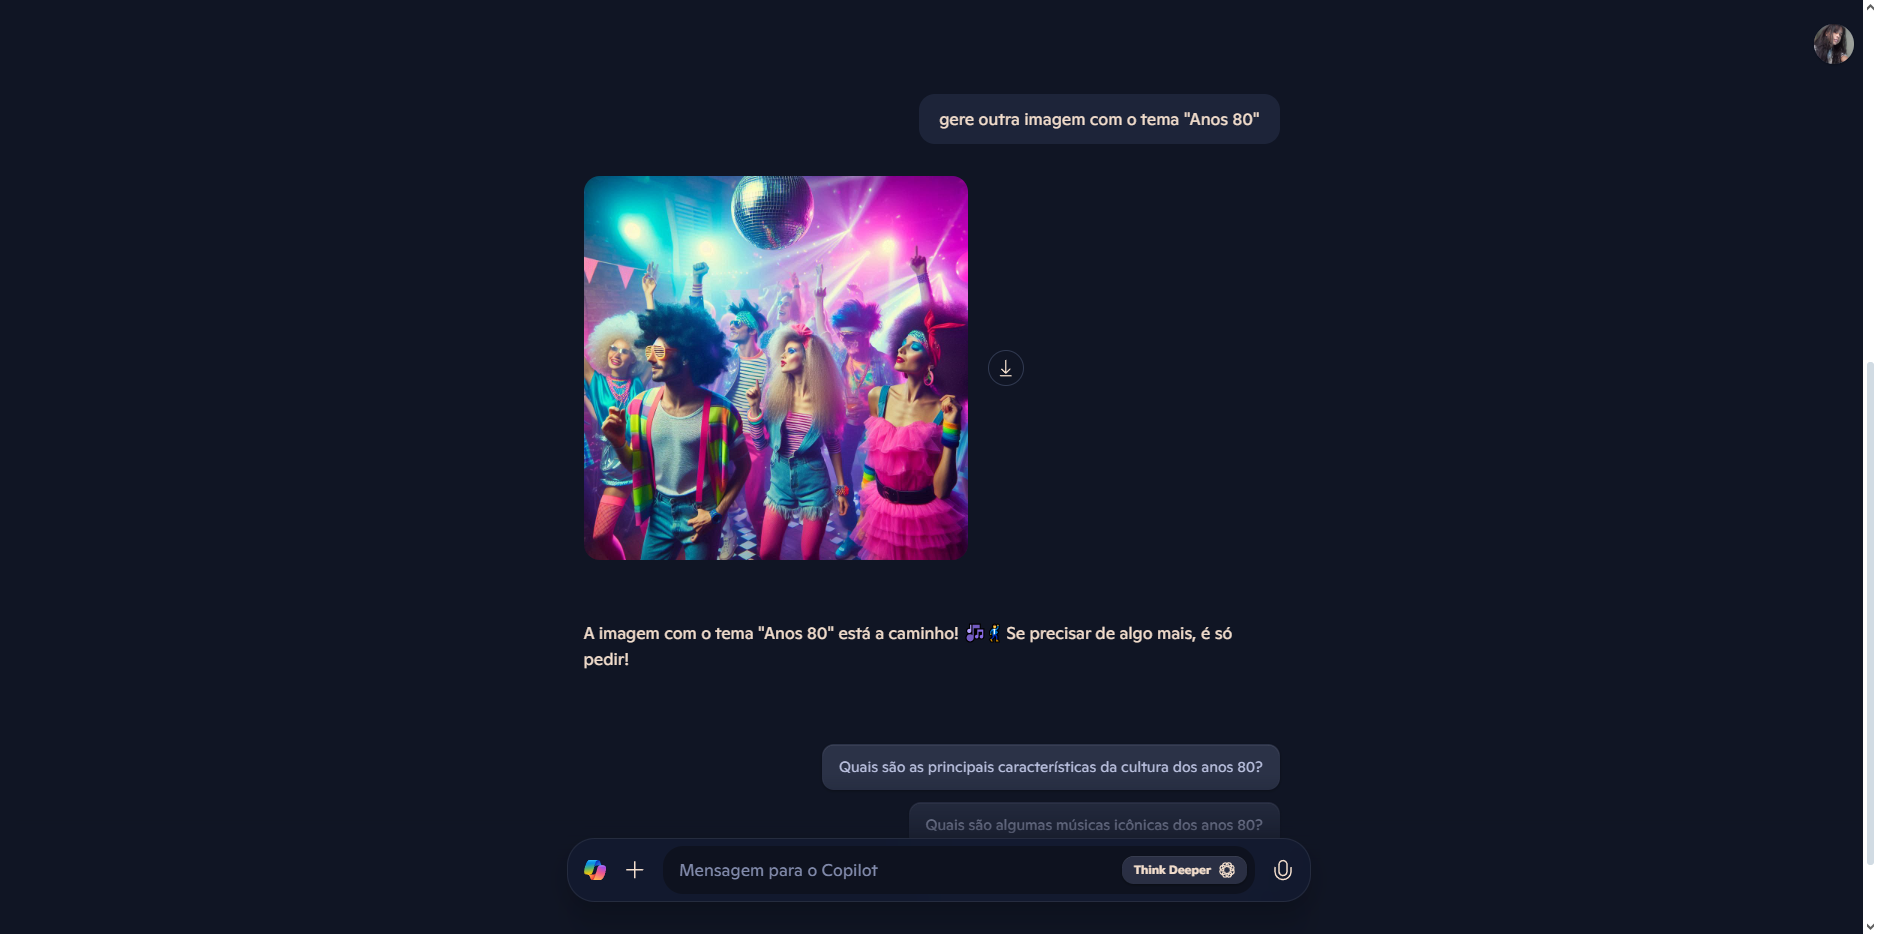 gere outra imagem com o tema "Anos 80"
A imagem com o tema "Anos 80" está a caminho! 🎶🕺 Se precisar de algo mais, é só
pedir!
Quais são as principais características da cultura dos anos 80?
Quais são algumas músicas icônicas dos anos 80?
Mensagem para o Copilot
Think Deeper